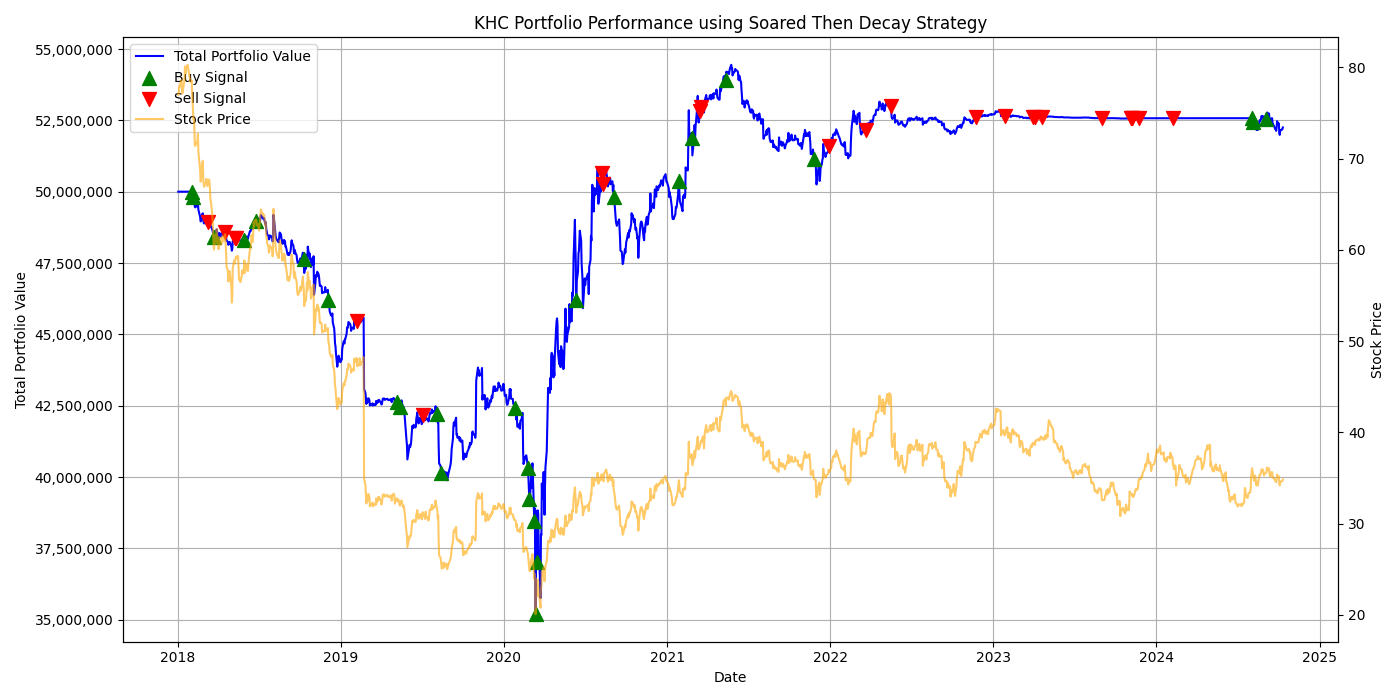 KHC Portfolio Performance using Soared Then Decay Strategy
Total Portfolio Value
Buy Signal
Sell Signal
Stock Price
55,000,000
52,500,000
50,000,000
47,500,000
45,000,000
42,500,000
40,000,000
37,500,000
35,000,000
Total Portfolio Value
80
70
60
50
40
30
20
Stock Price
2018 2019 2020 2021 2022 2023 2024 2025
Date